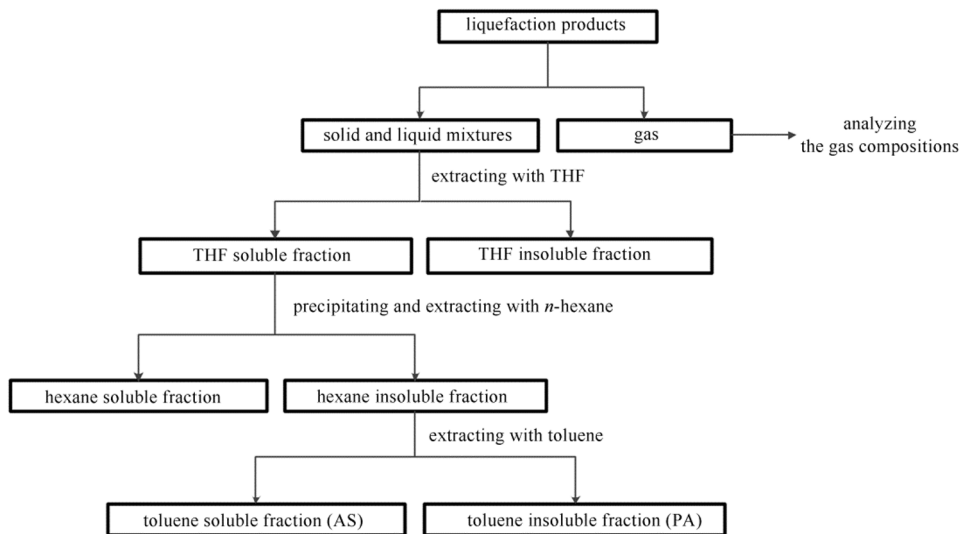 liquefaction products
solid and liquid mixtures
gas
analyzing
the gas compositions
extracting with THF
THF soluble fraction
THF insoluble fraction
precipitating and extracting with n-hexane
hexane soluble fraction
hexane insoluble fraction
extracting with toluene
toluene soluble fraction (AS)
toluene insoluble fraction (PA)